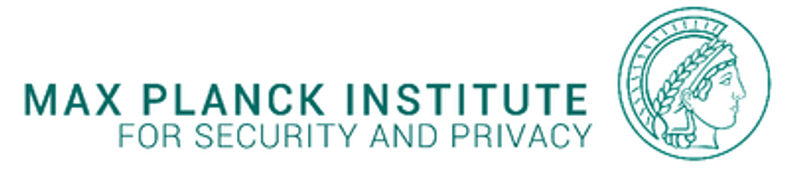 MAX PLANCK INSTITUTE
FOR SECURITY AND PRIVACY